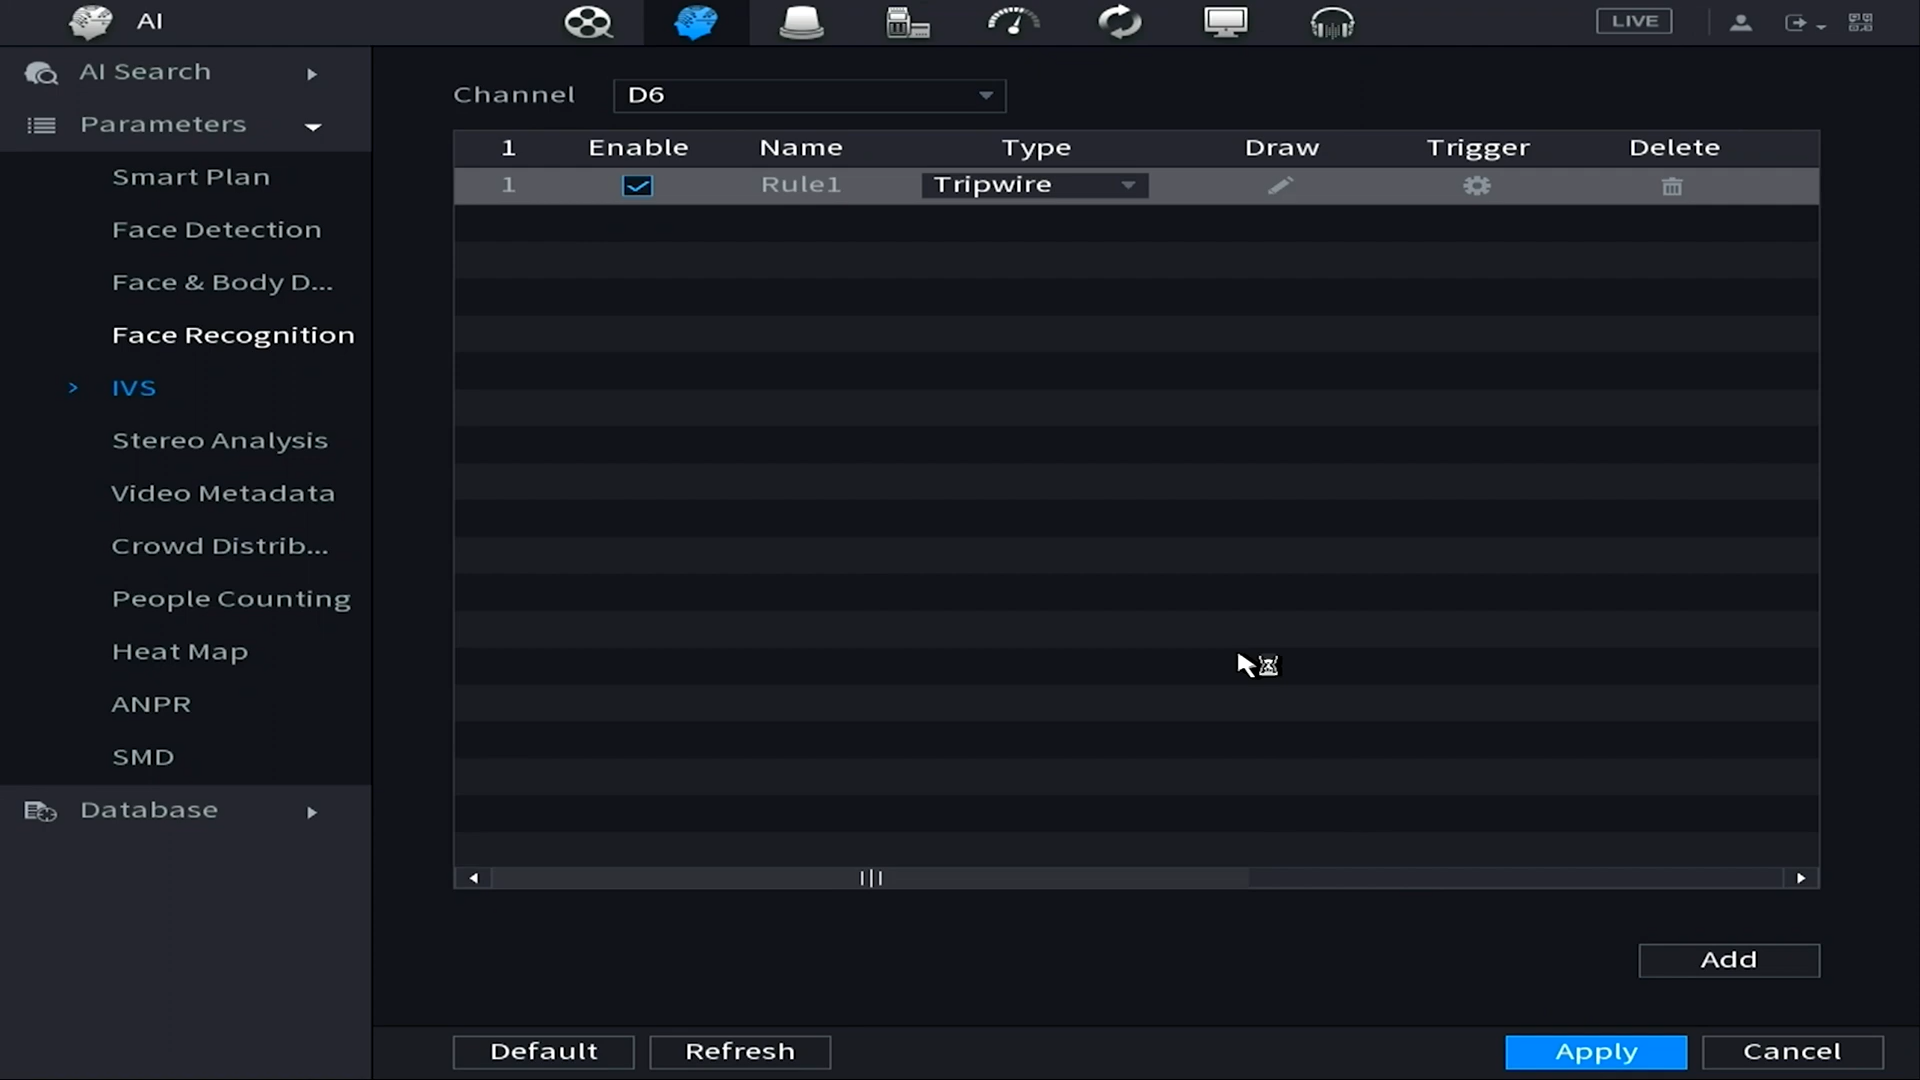 AI
LIVE
AI Search
Parameters
Smart Plan
Face Detection
Face & Body D...
Face Recognition
> IVS
Stereo Analysis
Video Metadata
Crowd Distrib...
People Counting
Heat Map
ANPR
SMD
Database
Channel D6
1 Enable Name Type Draw Trigger Delete
1 Rule1 Tripwire
Add
Default Refresh Apply Cancel